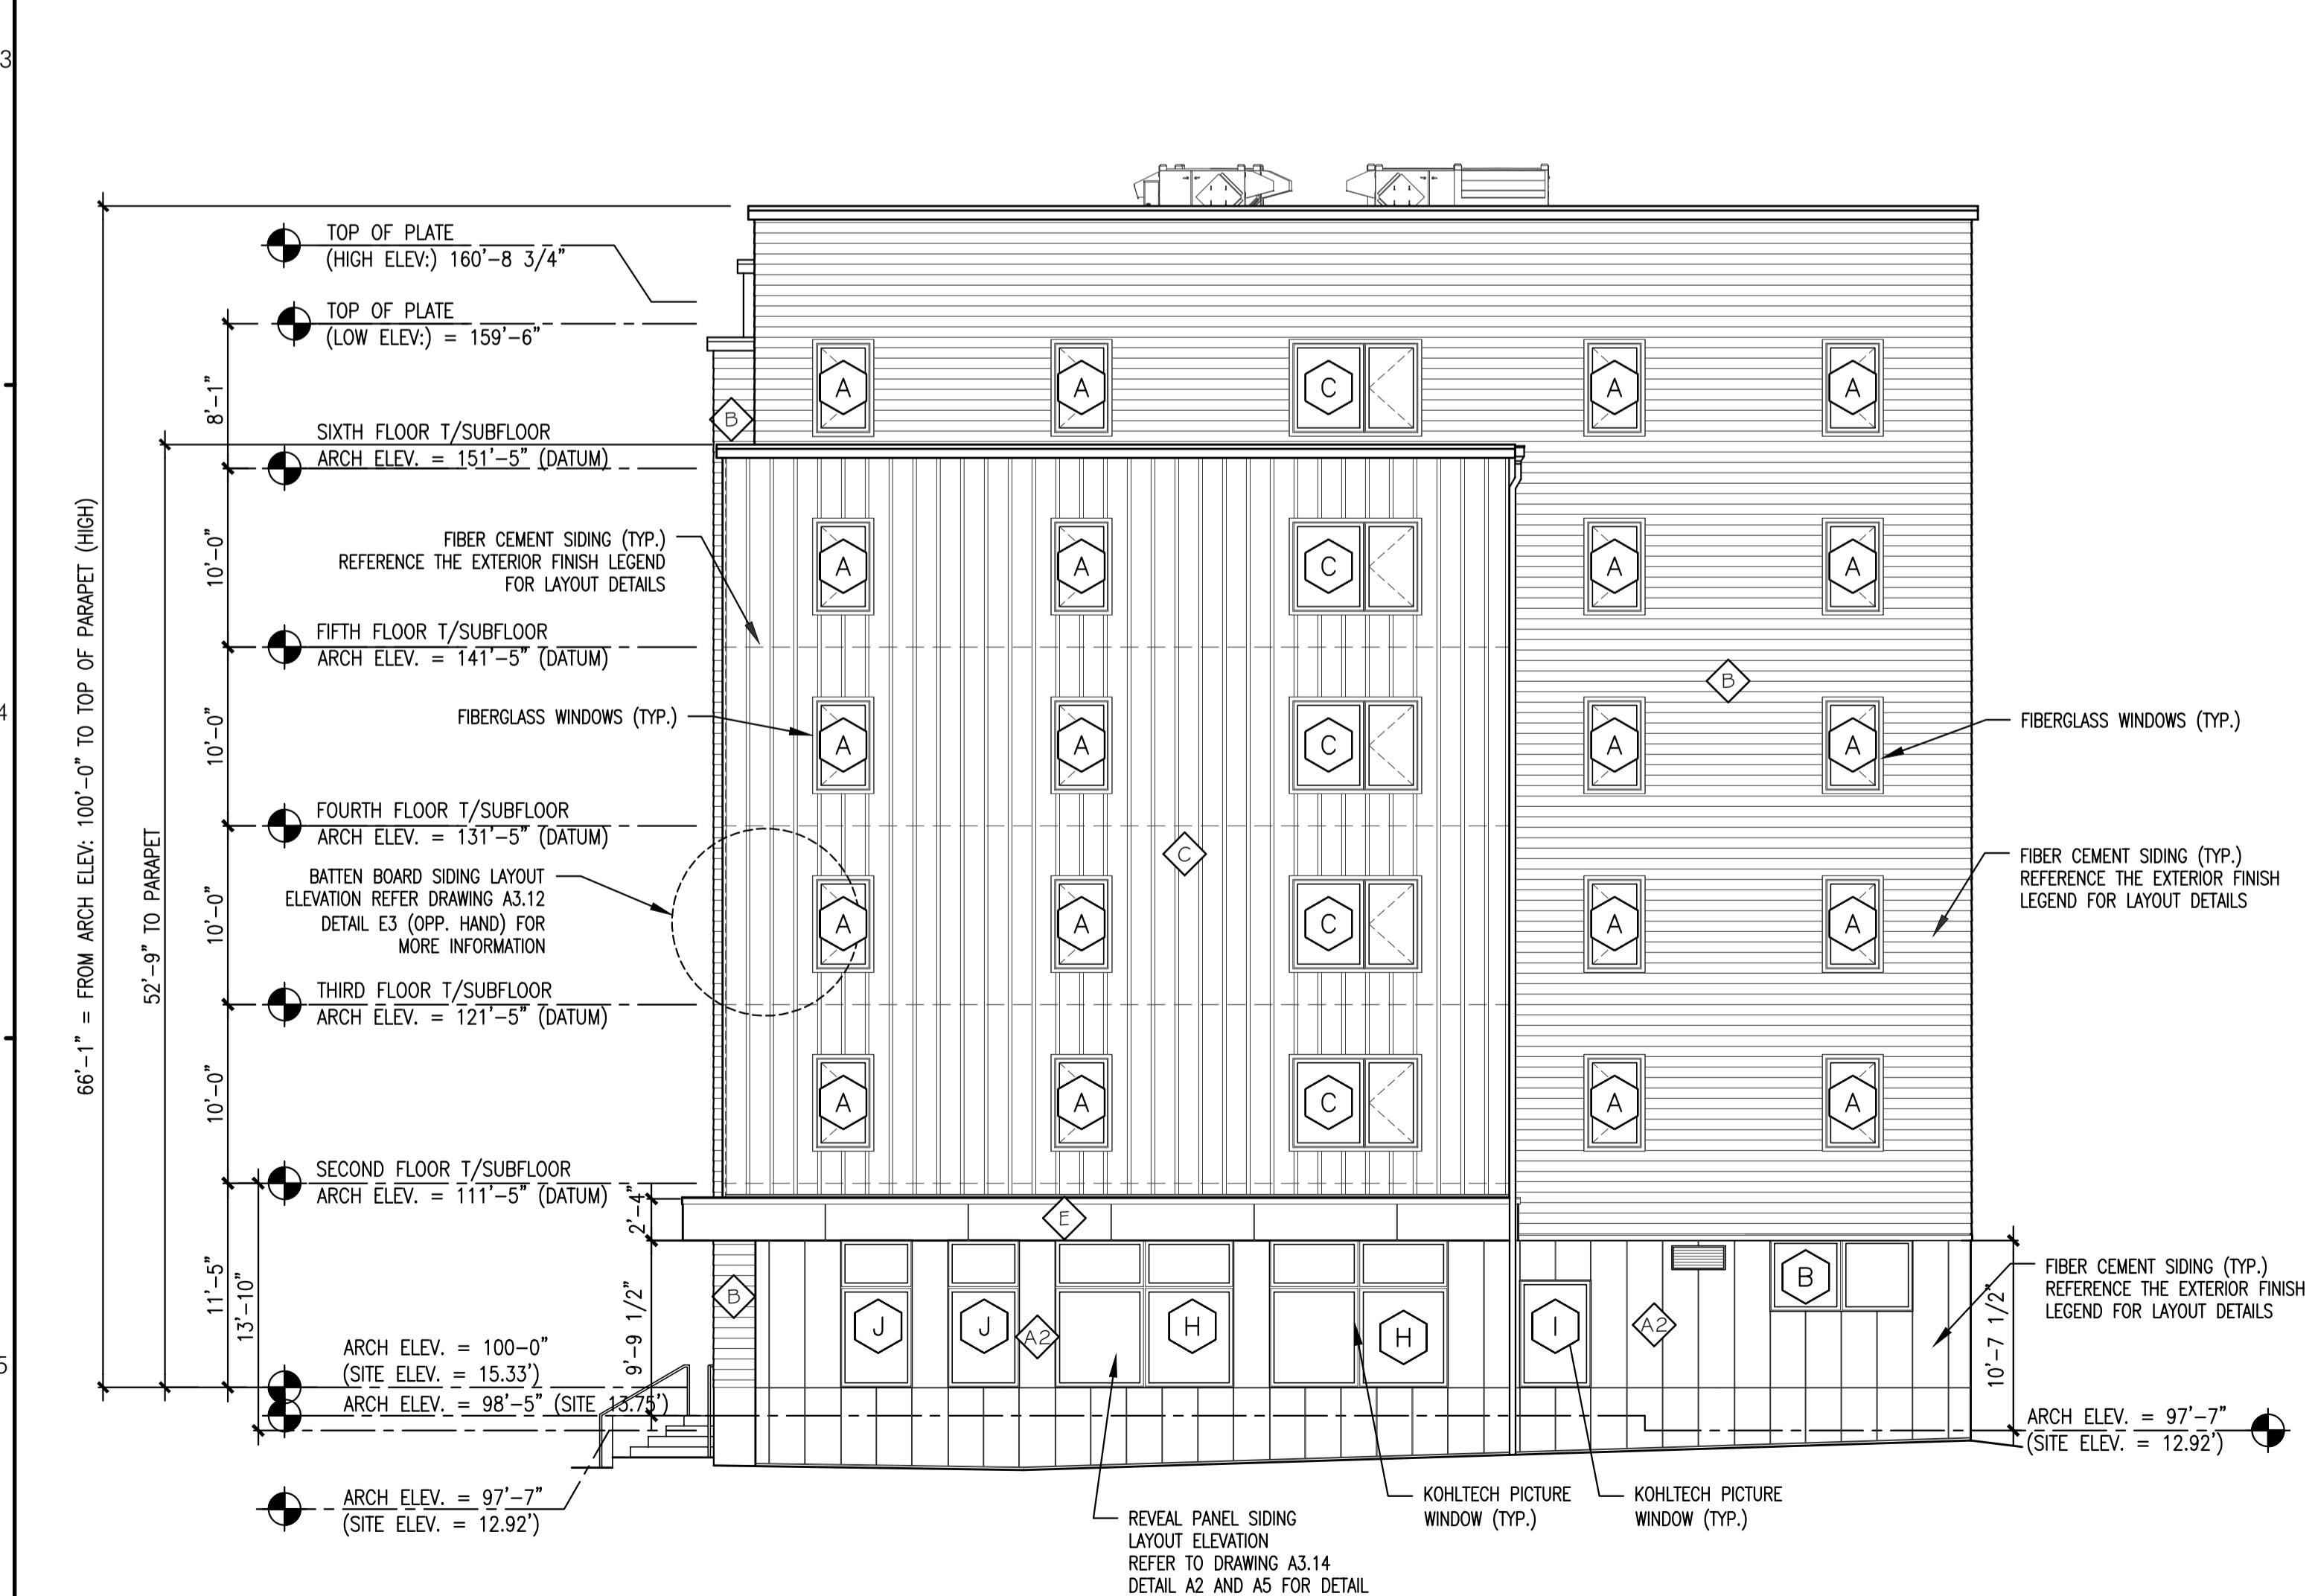 3
4
5
TOP OF PLATE
(HIGH ELEV:) 160'-8 3/4"
TOP OF PLATE
(LOW ELEV:) = 159'-6"
8'-1"
SIXTH FLOOR T/SUBFLOOR
ARCH ELEV. = 151'-5" (DATUM)
10'-0"
FIFTH FLOOR T/SUBFLOOR
ARCH ELEV. = 141'-5" (DATUM)
10'-0"
FOURTH FLOOR T/SUBFLOOR
ARCH ELEV. = 131'-5" (DATUM)
10'-0"
THIRD FLOOR T/SUBFLOOR
ARCH ELEV. = 121'-5" (DATUM)
10'-0"
SECOND FLOOR T/SUBFLOOR
ARCH ELEV. = 111'-5" (DATUM)
11'-5"
13'-10"
66'-1" = FROM ARCH ELEV: 100'-0" TO TOP OF PARAPET (HIGH)
52'-9" TO PARAPET
ARCH ELEV. = 100-0"
(SITE ELEV. = 15.33')
ARCH ELEV. = 98'-5" (SITE 13.75')
ARCH ELEV. = 97'-7"
(SITE ELEV. = 12.92')
2'-4"
9'-9 1/2"
FIBER CEMENT SIDING (TYP.)
REFERENCE THE EXTERIOR FINISH LEGEND
FOR LAYOUT DETAILS
FIBERGLASS WINDOWS (TYP.)
BATTEN BOARD SIDING LAYOUT
ELEVATION REFER DRAWING A3.12
DETAIL E3 (OPP. HAND) FOR
MORE INFORMATION
A A C A A
B
A A C A A
B
A A C A A
C
A A C A A
A A C A A
E
B
J J A2 H H I A2 B
FIBERGLASS WINDOWS (TYP.)
FIBER CEMENT SIDING (TYP.)
REFERENCE THE EXTERIOR FINISH
LEGEND FOR LAYOUT DETAILS
FIBER CEMENT SIDING (TYP.)
REFERENCE THE EXTERIOR FINISH
LEGEND FOR LAYOUT DETAILS
10'-7 1/2"
ARCH ELEV. = 97'-7"
(SITE ELEV. = 12.92')
REVEAL PANEL SIDING
LAYOUT ELEVATION
REFER TO DRAWING A3.14
DETAIL A2 AND A5 FOR DETAIL
KOHLTECH PICTURE
WINDOW (TYP.)
KOHLTECH PICTURE
WINDOW (TYP.)